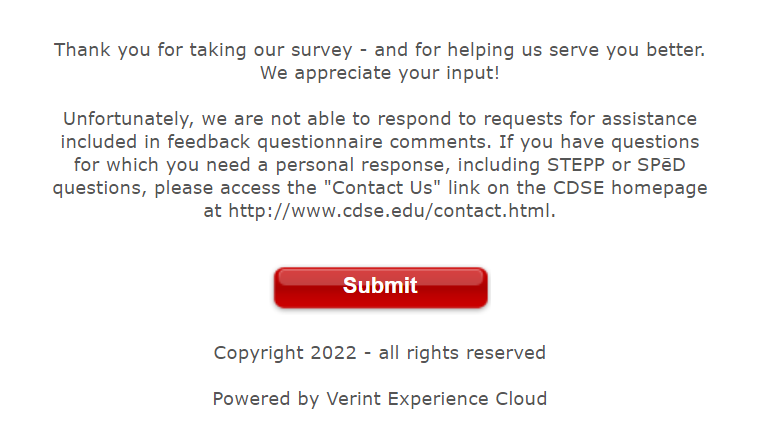 Thank you for taking our survey - and for helping us serve you better.
We appreciate your input!
Unfortunately, we are not able to respond to requests for assistance
included in feedback questionnaire comments. If you have questions
for which you need a personal response, including STEPP or SPēD
questions, please access the "Contact Us" link on the CDSE homepage
at http://www.cdse.edu/contact.html.
Submit
Copyright 2022 - all rights reserved
Powered by Verint Experience Cloud